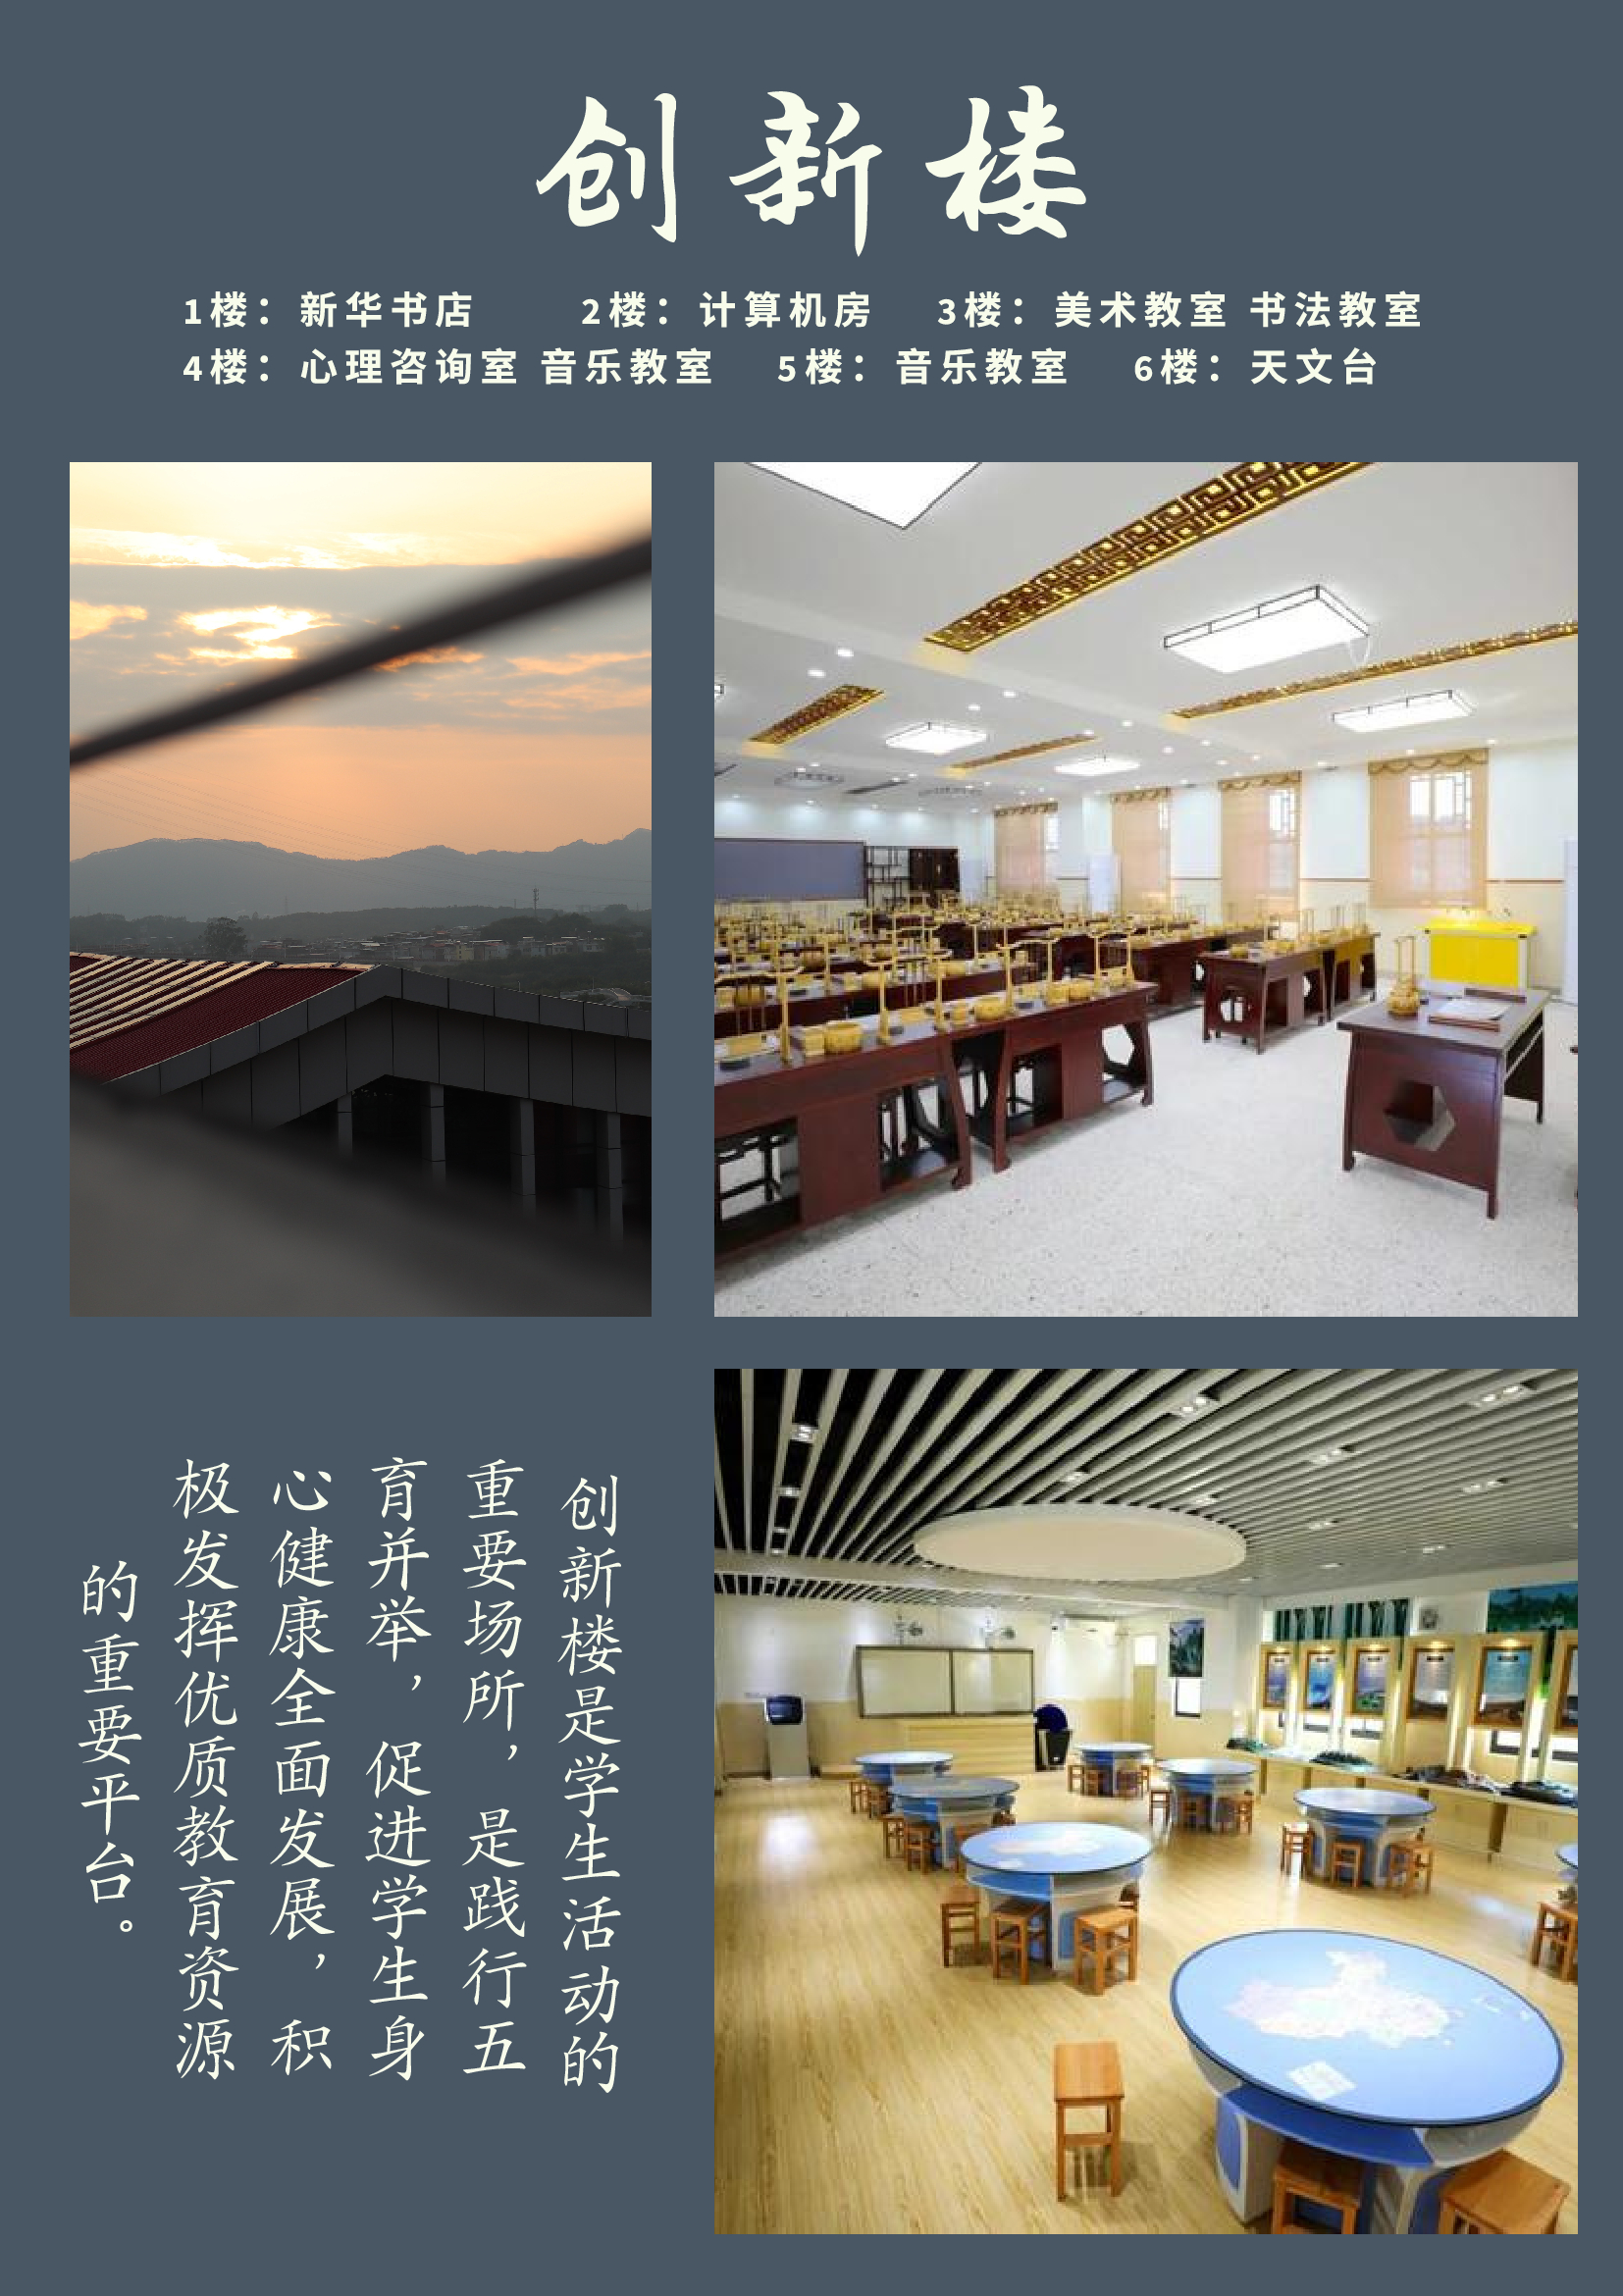 创新楼
1楼：新华书店 2楼：计算机房 3楼：美术教室 书法教室
4楼：心理咨询室 音乐教室 5楼：音乐教室 6楼：天文台
创新楼是学生活动的
重要场所，是践行五
育并举，促进学生身
心健康全面发展，积
极发挥优质教育资源
的重要平台。